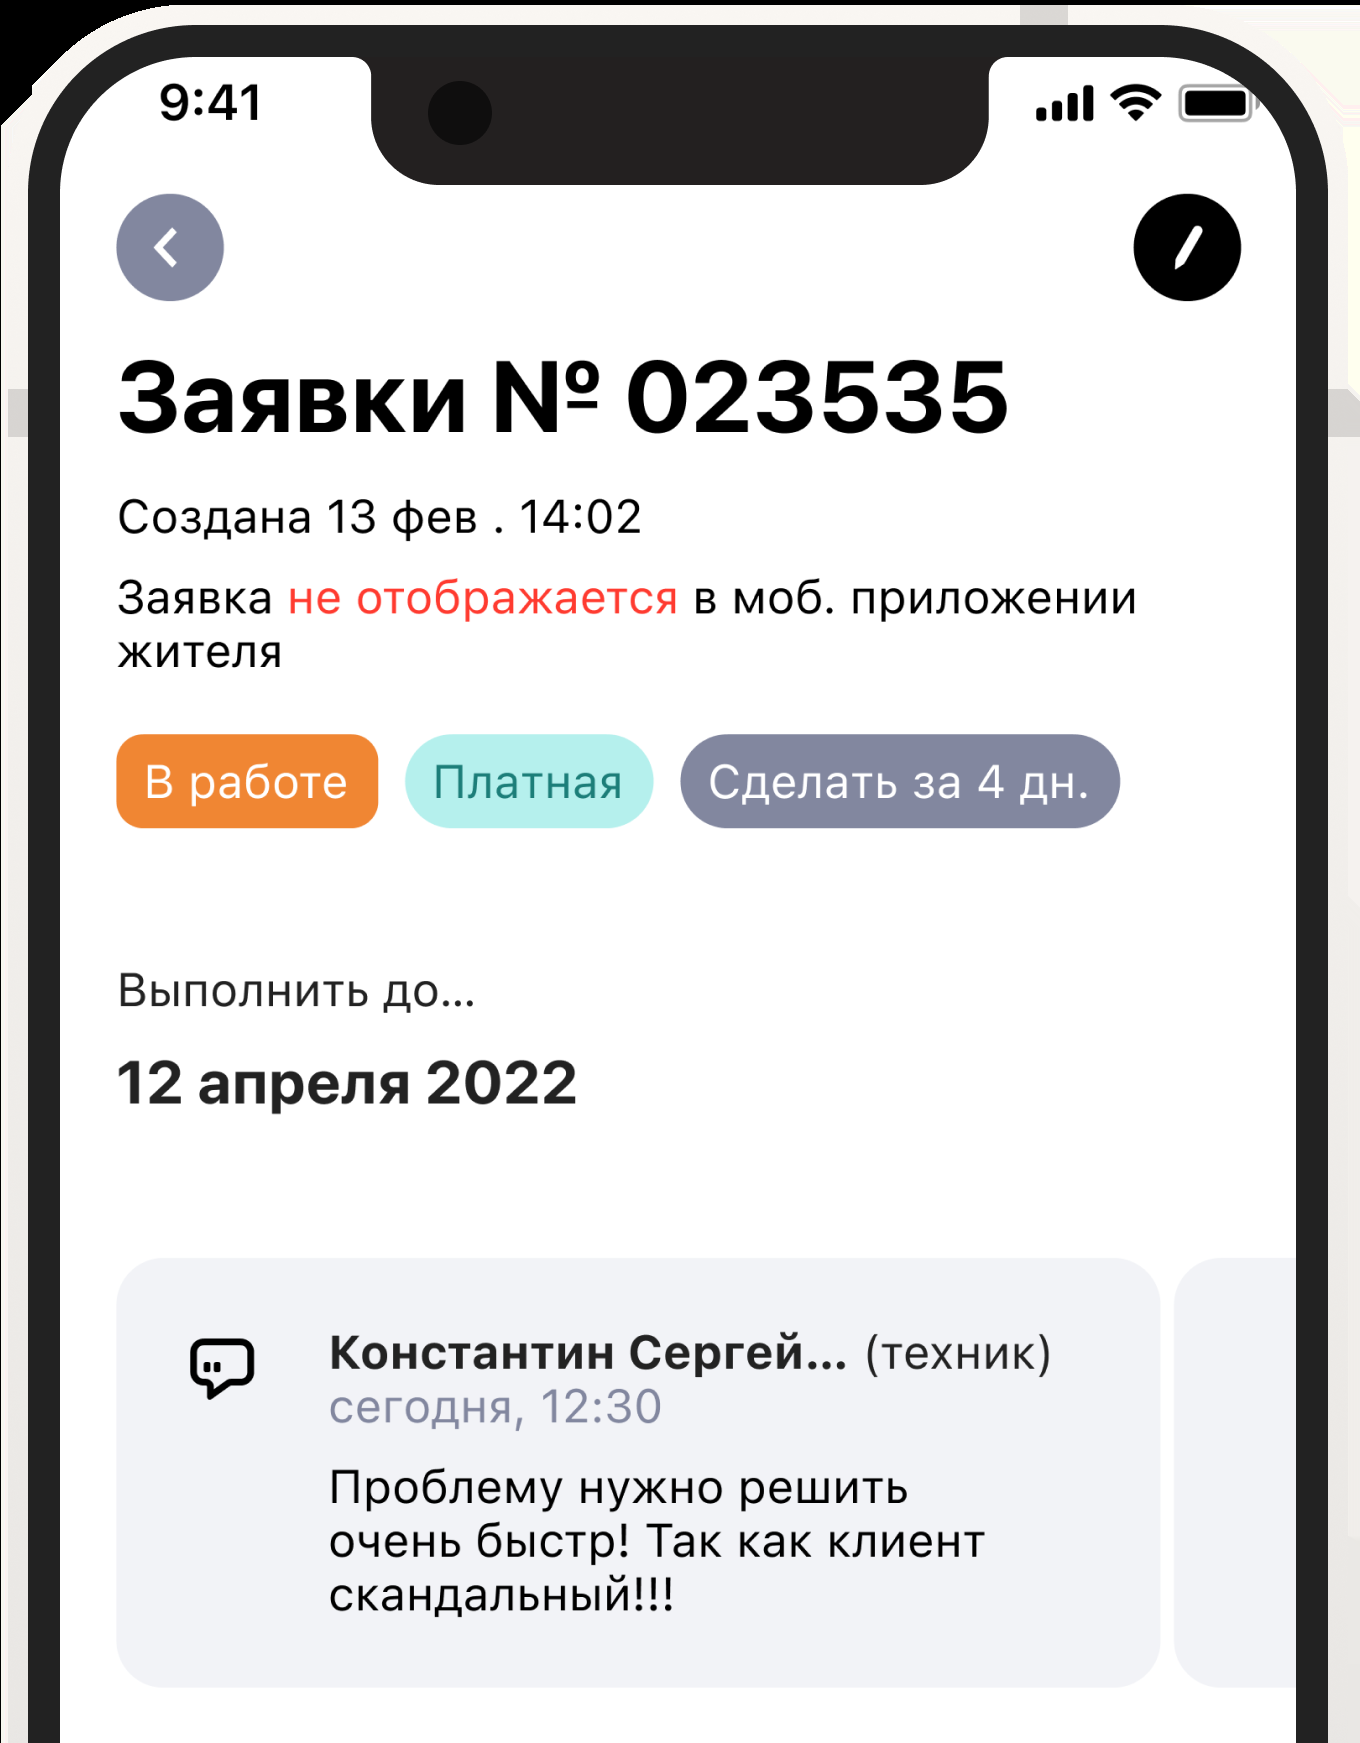 9:41
Заявки № 023535
Создана 13 фев . 14:02
Заявка не отображается в моб. приложении
жителя
В работе
Платная
Сделать за 4 дн.
Выполнить до...
12 апреля 2022
Константин Сергей... (техник)
сегодня, 12:30
Проблему нужно решить
очень быстр! Так как клиент
скандальный!!!